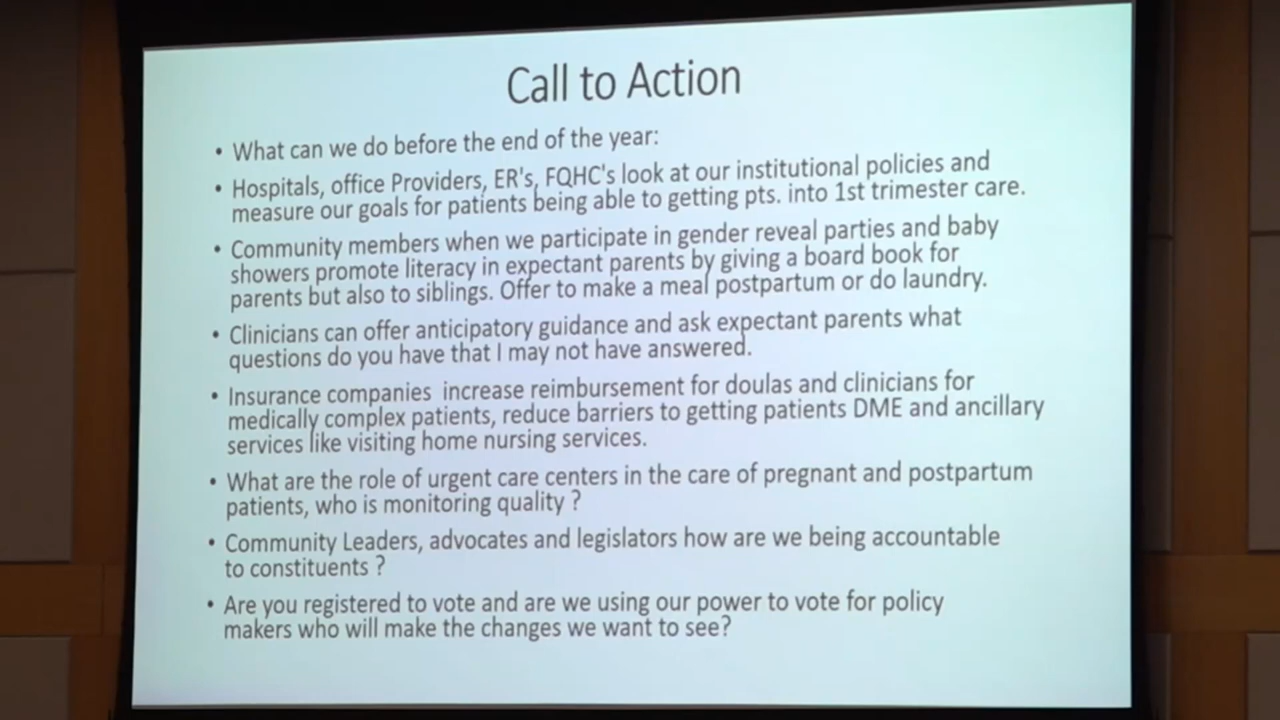 Call to Action
• What can we do before the end of the year:
• Hospitals, office Providers, ER's, FQHC's look at our institutional policies and
measure our goals for patients being able to getting pts. into 1st trimester care.
• Community members when we participate in gender reveal parties and baby
showers promote literacy in expectant parents by giving a board book for
parents but also to siblings. Offer to make a meal postpartum or do laundry.
• Clinicians can offer anticipatory guidance and ask expectant parents what
questions do you have that I may not have answered.
• Insurance companies  increase reimbursement for doulas and clinicians for
medically complex patients, reduce barriers to getting patients DME and ancillary
services like visiting home nursing services.
• What are the role of urgent care centers in the care of pregnant and postpartum
patients, who is monitoring quality ?
• Community Leaders, advocates and legislators how are we being accountable
to constituents ?
• Are you registered to vote and are we using our power to vote for policy
makers who will make the changes we want to see?